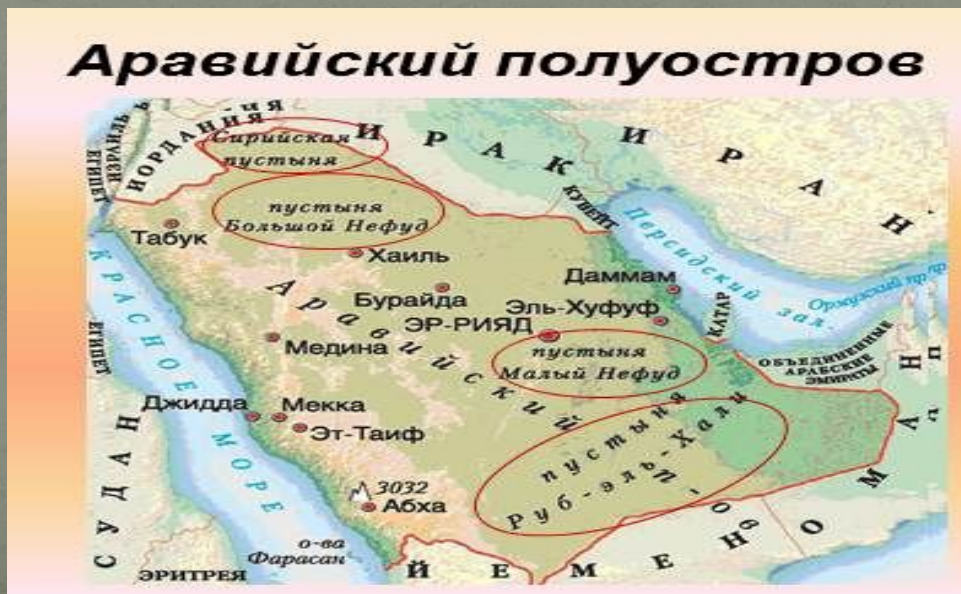 Аравийский полуостров
ЕГИПЕТ
ИЗРАИЛЬ
ИОРДАНИЯ
Сирийская
пустыня
ИРАК
ИРАН
КУВЕЙТ
пустыня
Большой Нефуд
Табук
Хаиль
Персидский
зал.
Ормузский пр.
Даммам
Бурайда
Эль-Хуфуф
ЭР-РИЯД
КАТАР
КРАСНОЕ
МОРЕ
ЕГИПЕТ
Медина
пустыня
Малый Нефуд
ОБЪЕДИНЕННЫЕ
АРАБСКИЕ
ЭМИРАТЫ
Аравийский
п-ов
Джидда
Мекка
Эт-Таиф
пустыня
Руб-эль-Хали
СУДАН
3032
Абха
о-ва
Фарасан
ЭРИТРЕЯ
ЙЕМЕН
ОМАН